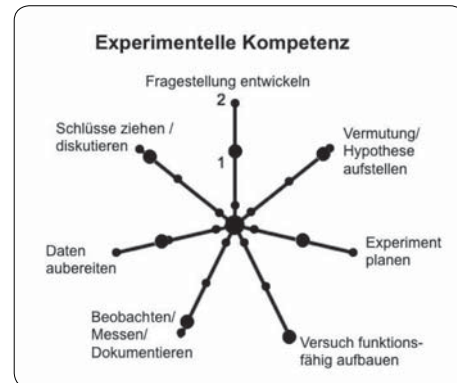 Experimentelle Kompetenz
Fragestellung entwickeln
2
Schlüsse ziehen /
diskutieren
Vermutung/
Hypothese
aufstellen
1
Daten
aubereiten
Experiment
planen
Beobachten/
Messen/
Dokumentieren
Versuch funktions-
fähig aufbauen